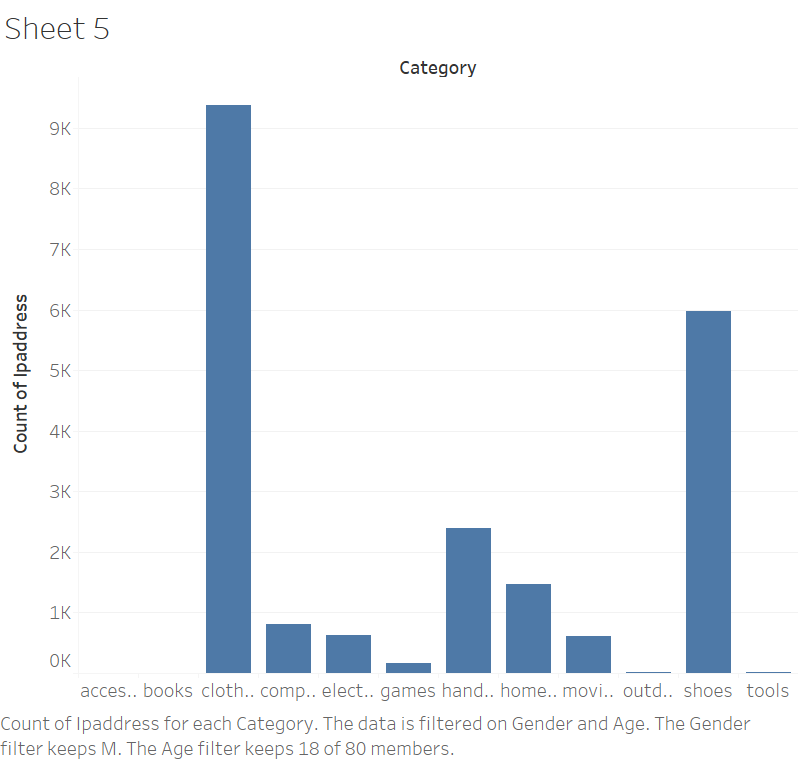 Sheet 5
Category
Count of Ipaddress
9K
8K
7K
6K
5K
4K
3K
2K
1K
0K
acces.. books cloth.. comp.. elect.. games hand.. home.. movi.. outd.. shoes tools
Count of Ipaddress for each Category. The data is filtered on Gender and Age. The Gender
filter keeps M. The Age filter keeps 18 of 80 members.